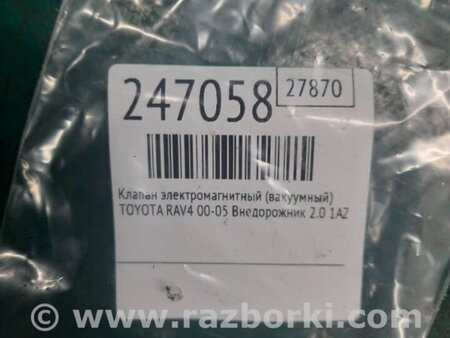 247058
27870
Клапан электромагнитный (вакуумный)
TOYOTA RAV4 00-05 Внедорожник 2.0 1AZ
www.razborki.com